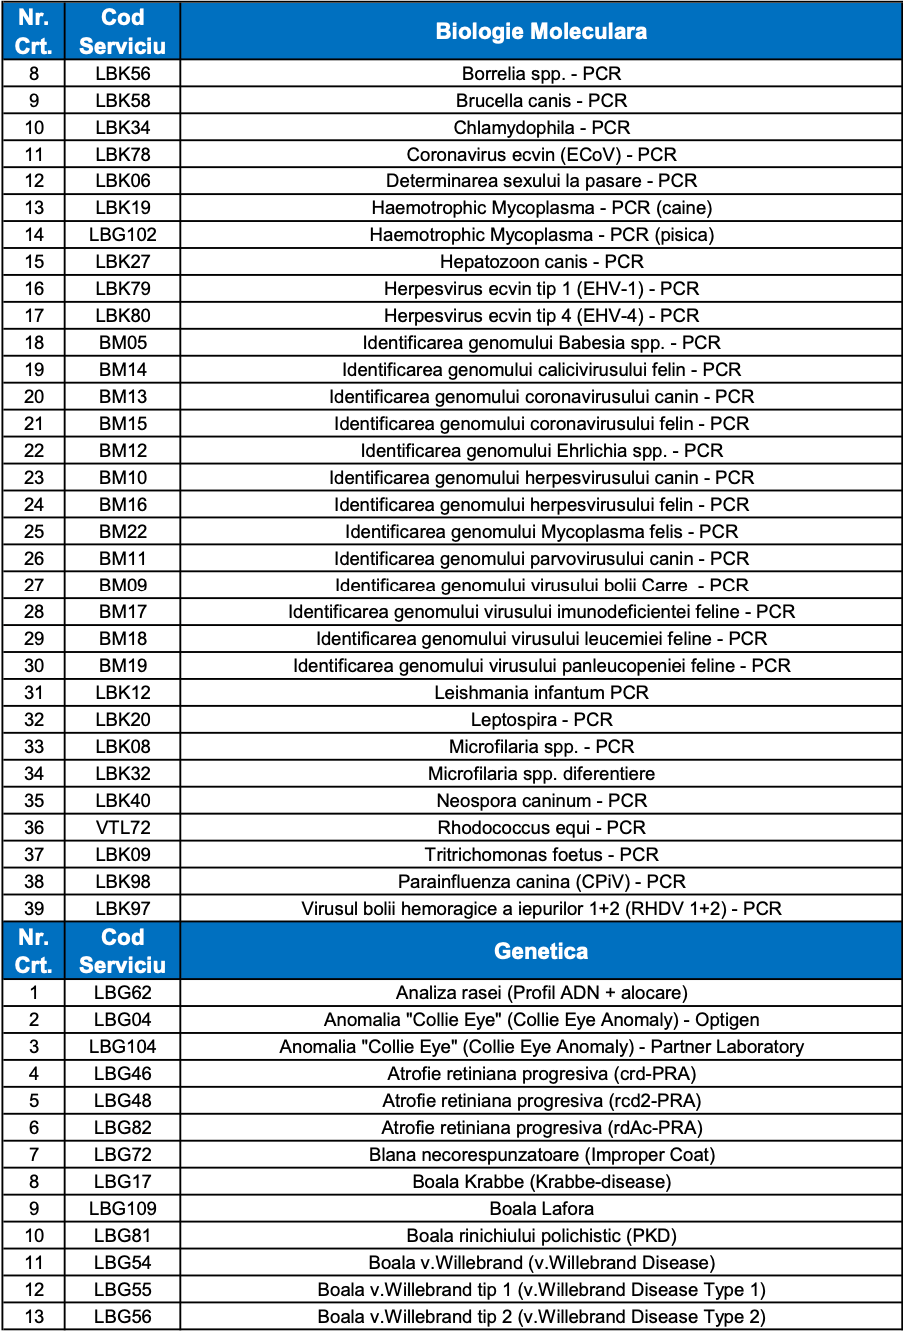 Nr. Crt. Cod Serviciu Biologie Moleculara
8 LBK56 Borrelia spp. - PCR
9 LBK58 Brucella canis - PCR
10 LBK34 Chlamydophila - PCR
11 LBK78 Coronavirus ecvin (ECoV) - PCR
12 LBK06 Determinarea sexului la pasare - PCR
13 LBK19 Haemotrophic Mycoplasma - PCR (caine)
14 LBG102 Haemotrophic Mycoplasma - PCR (pisica)
15 LBK27 Hepatozoon canis - PCR
16 LBK79 Herpesvirus ecvin tip 1 (EHV-1) - PCR
17 LBK80 Herpesvirus ecvin tip 4 (EHV-4) - PCR
18 BM05 Identificarea genomului Babesia spp. - PCR
19 BM14 Identificarea genomului calicivirusului felin - PCR
20 BM13 Identificarea genomului coronavirusului canin - PCR
21 BM15 Identificarea genomului coronavirusului felin - PCR
22 BM12 Identificarea genomului Ehrlichia spp. - PCR
23 BM10 Identificarea genomului herpesvirusului canin - PCR
24 BM16 Identificarea genomului herpesvirusului felin - PCR
25 BM22 Identificarea genomului Mycoplasma felis - PCR
26 BM11 Identificarea genomului parvovirusului canin - PCR
27 BM09 Identificarea genomului virusului bolii Carre - PCR
28 BM17 Identificarea genomului virusului imunodeficientei feline - PCR
29 BM18 Identificarea genomului virusului leucemiei feline - PCR
30 BM19 Identificarea genomului virusului panleucopeniei feline - PCR
31 LBK12 Leishmania infantum PCR
32 LBK20 Leptospira - PCR
33 LBK08 Microfilaria spp. - PCR
34 LBK32 Microfilaria spp. diferentiere
35 LBK40 Neospora caninum - PCR
36 VTL72 Rhodococcus equi - PCR
37 LBK09 Tritrichomonas foetus - PCR
38 LBK98 Parainfluenza canina (CPiV) - PCR
39 LBK97 Virusul bolii hemoragice a iepurilor 1+2 (RHDV 1+2) - PCR
Nr. Crt. Cod Serviciu Genetica
1 LBG62 Analiza rasei (Profil ADN + alocare)
2 LBG04 Anomalia "Collie Eye" (Collie Eye Anomaly) - Optigen
3 LBG104 Anomalia "Collie Eye" (Collie Eye Anomaly) - Partner Laboratory
4 LBG46 Atrofie retiniana progresiva (crd-PRA)
5 LBG48 Atrofie retiniana progresiva (rcd2-PRA)
6 LBG82 Atrofie retiniana progresiva (rdAc-PRA)
7 LBG72 Blana necorespunzatoare (Improper Coat)
8 LBG17 Boala Krabbe (Krabbe-disease)
9 LBG109 Boala Lafora
10 LBG81 Boala rinichiului polichistic (PKD)
11 LBG54 Boala v.Willebrand (v.Willebrand Disease)
12 LBG55 Boala v.Willebrand tip 1 (v.Willebrand Disease Type 1)
13 LBG56 Boala v.Willebrand tip 2 (v.Willebrand Disease Type 2)